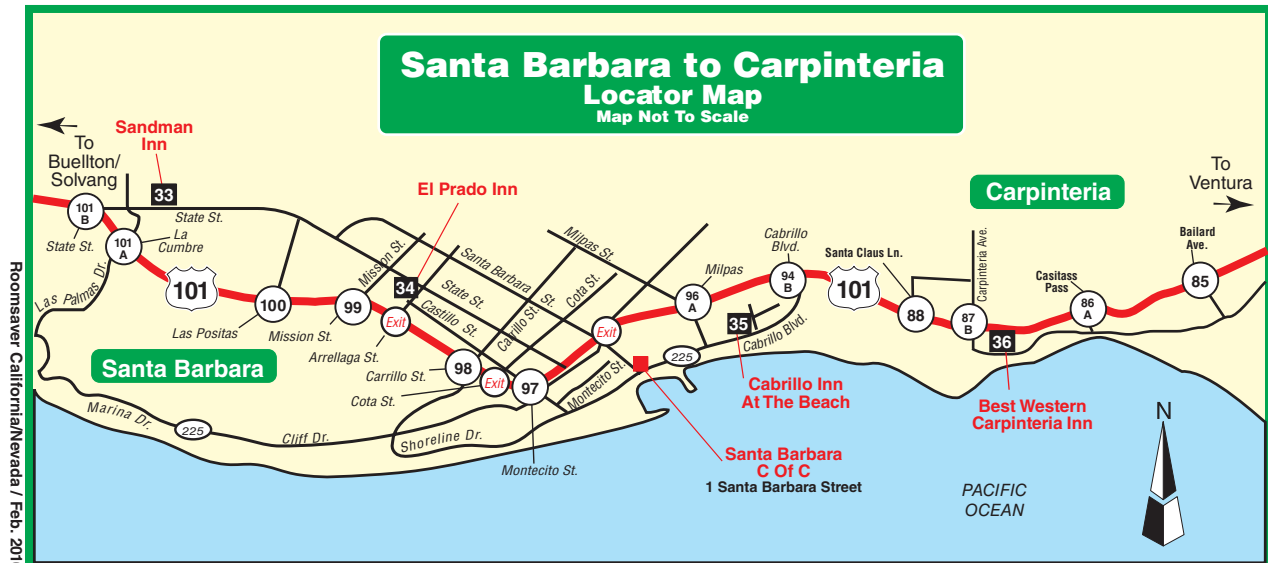 Santa Barbara to Carpinteria
Locator Map
Map Not To Scale
To
Buellton/
Solvang
Sandman
Inn
33
El Prado Inn
Carpinteria
To
Ventura
101
B
State St.
State St.
101
A
La
Cumbre
Las Palmas Dr.
101
100
Las Positas
99
Mission St.
Mission St.
34
Exit
Arrellaga St.
Santa Barbara St.
State St.
Castillo St.
Cabrillo St.
Cota St.
Milpas St.
98
Carrillo St.
Exit
Cota St.
97
Montecito St.
Exit
Montecito St.
96
A
Milpas
Cabrillo
Blvd.
94
B
35
Cabrillo Blvd.
225
101
Santa Claus Ln.
88
Carpinteria Ave.
87
B
36
Casitass
Pass
86
A
Bailard
Ave.
85
Santa Barbara
Marina Dr.
225
Cliff Dr.
Shoreline Dr.
Cabrillo Inn
At The Beach
Santa Barbara
C Of C
1 Santa Barbara Street
Best Western
Carpinteria Inn
PACIFIC
OCEAN
N
Roomsaver California/Nevada / Feb.